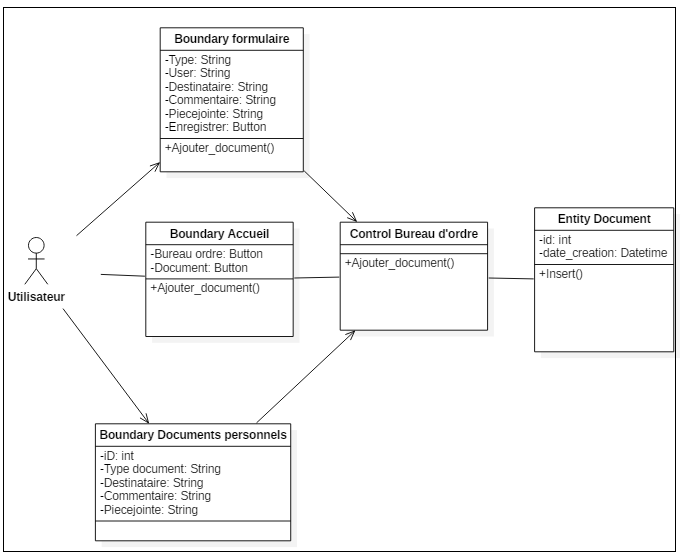 Boundary formulaire
-Type: String
-User: String
-Destinataire: String
-Commentaire: String
-Piecejointe: String
-Enregistrer: Button
+Ajouter_document()
Utilisateur
Boundary Accueil
-Bureau ordre: Button
-Document: Button
+Ajouter_document()
Control Bureau d'ordre
+Ajouter_document()
Entity Document
-id: int
-date_creation: Datetime
+Insert()
Boundary Documents personnels
-iD: int
-Type document: String
-Destinataire: String
-Commentaire: String
-Piecejointe: String